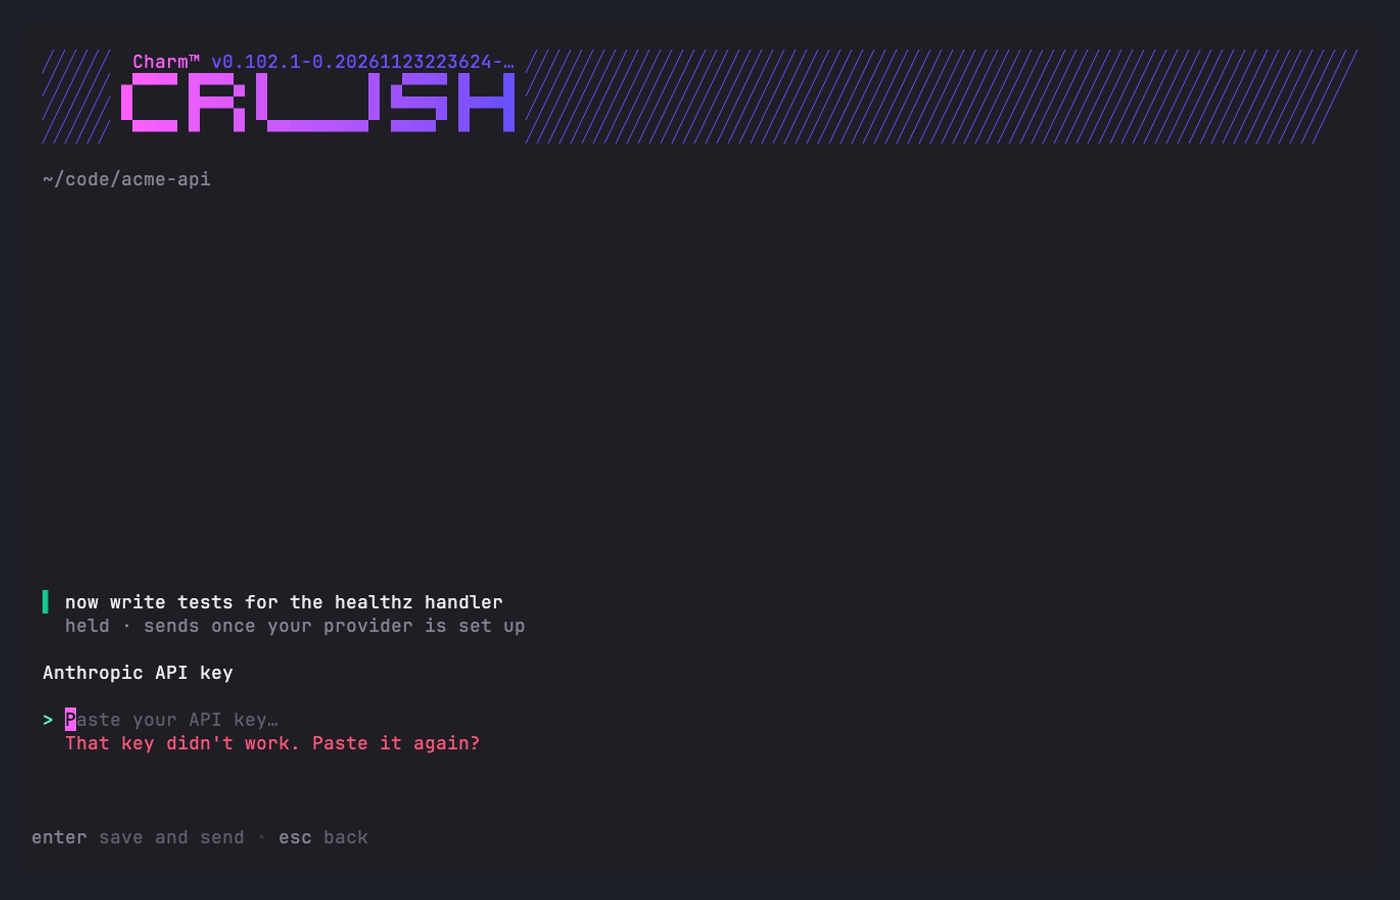 Charm™ v0.102.1-0.20261123223624-…
CRUSH
~/code/acme-api
now write tests for the healthz handler
held · sends once your provider is set up
Anthropic API key
> Paste your API key…
That key didn't work. Paste it again?
enter save and send · esc back